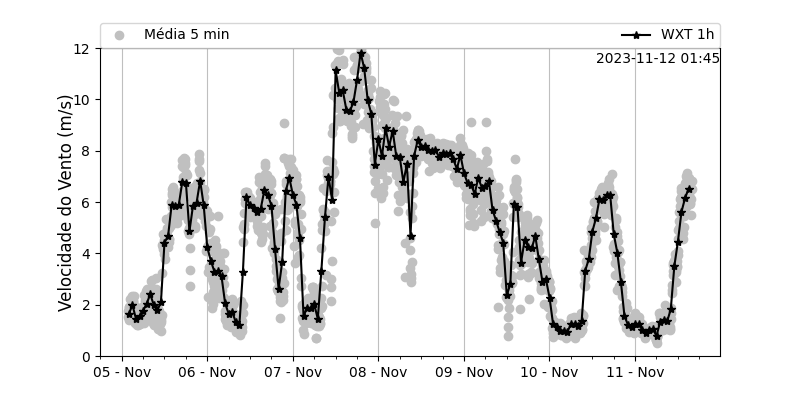 Média 5 min
WXT 1h
2023-11-12 01:45
Velocidade do Vento (m/s)
12
10
8
6
4
2
0
05 - Nov
06 - Nov
07 - Nov
08 - Nov
09 - Nov
10 - Nov
11 - Nov